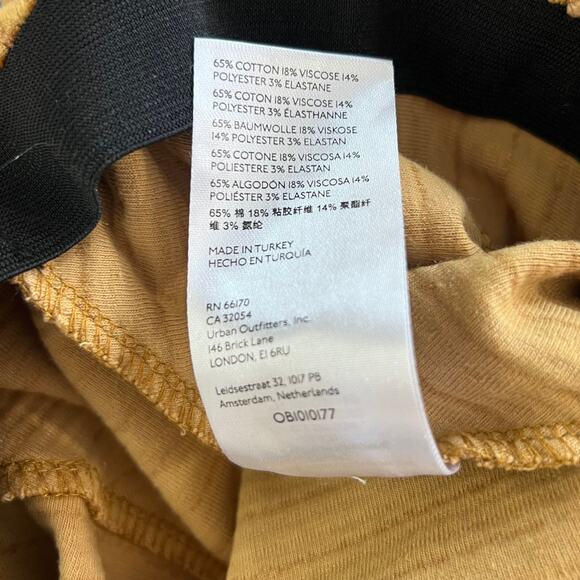 65% COTTON 18% VISCOSE 14%
POLYESTER 3% ELASTANE
65% COTON 18% VISCOSE 14%
POLYESTER 3% ÉLASTHANNE
65% BAUMWOLLE 18% VISKOSE
14% POLYESTER 3% ELASTAN
65% COTONE 18% VISCOSA 14%
POLIESTERE 3% ELASTAN
65% ALGODÓN 18% VISCOSA 14%
POLIÉSTER 3% ELASTAN
65% 棉 18% 粘胶纤维 14% 聚酯纤
维 3% 氨纶
MADE IN TURKEY
HECHO EN TURQUÍA
RN 66170
CA 32054
Urban Outfitters, Inc.
146 Brick Lane
LONDON, E1 6RU
Leidsestraat 32, 1017 PB
Amsterdam, Netherlands
OB1010177